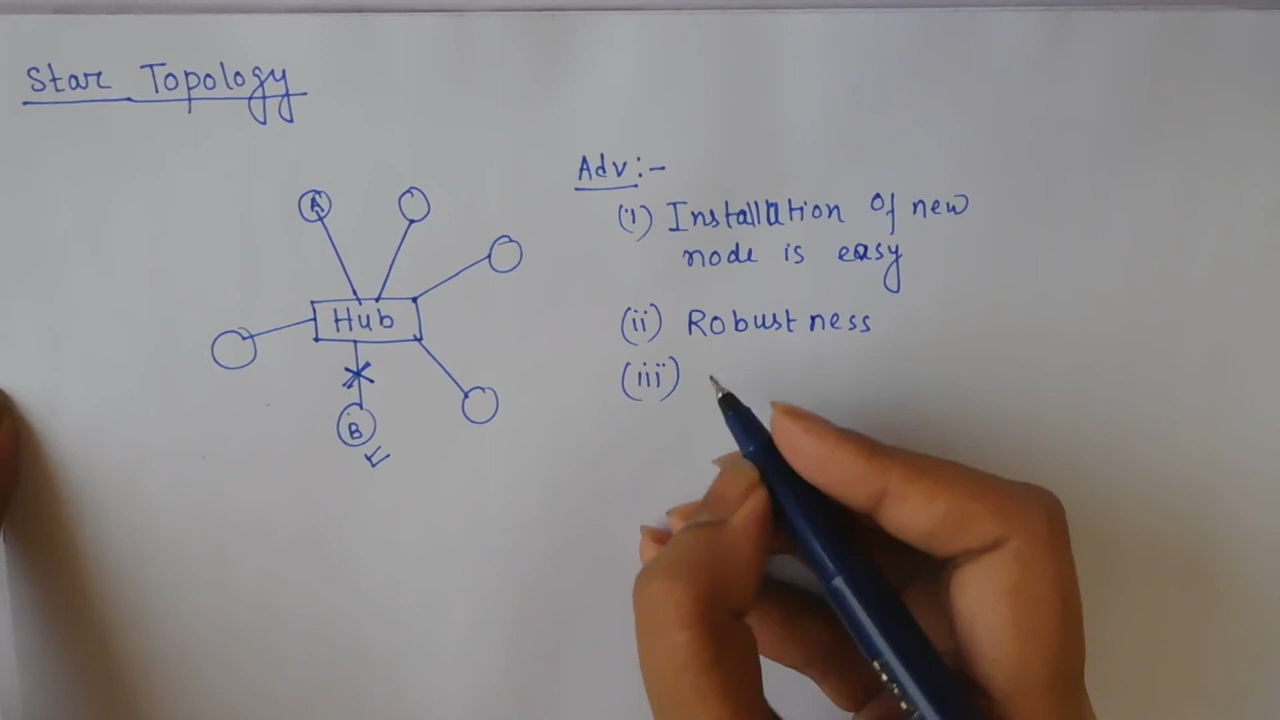 Star Topology
Adv:-
(i) Installation of new
node is easy
(ii) Robustness
(iii)
A
Hub
B